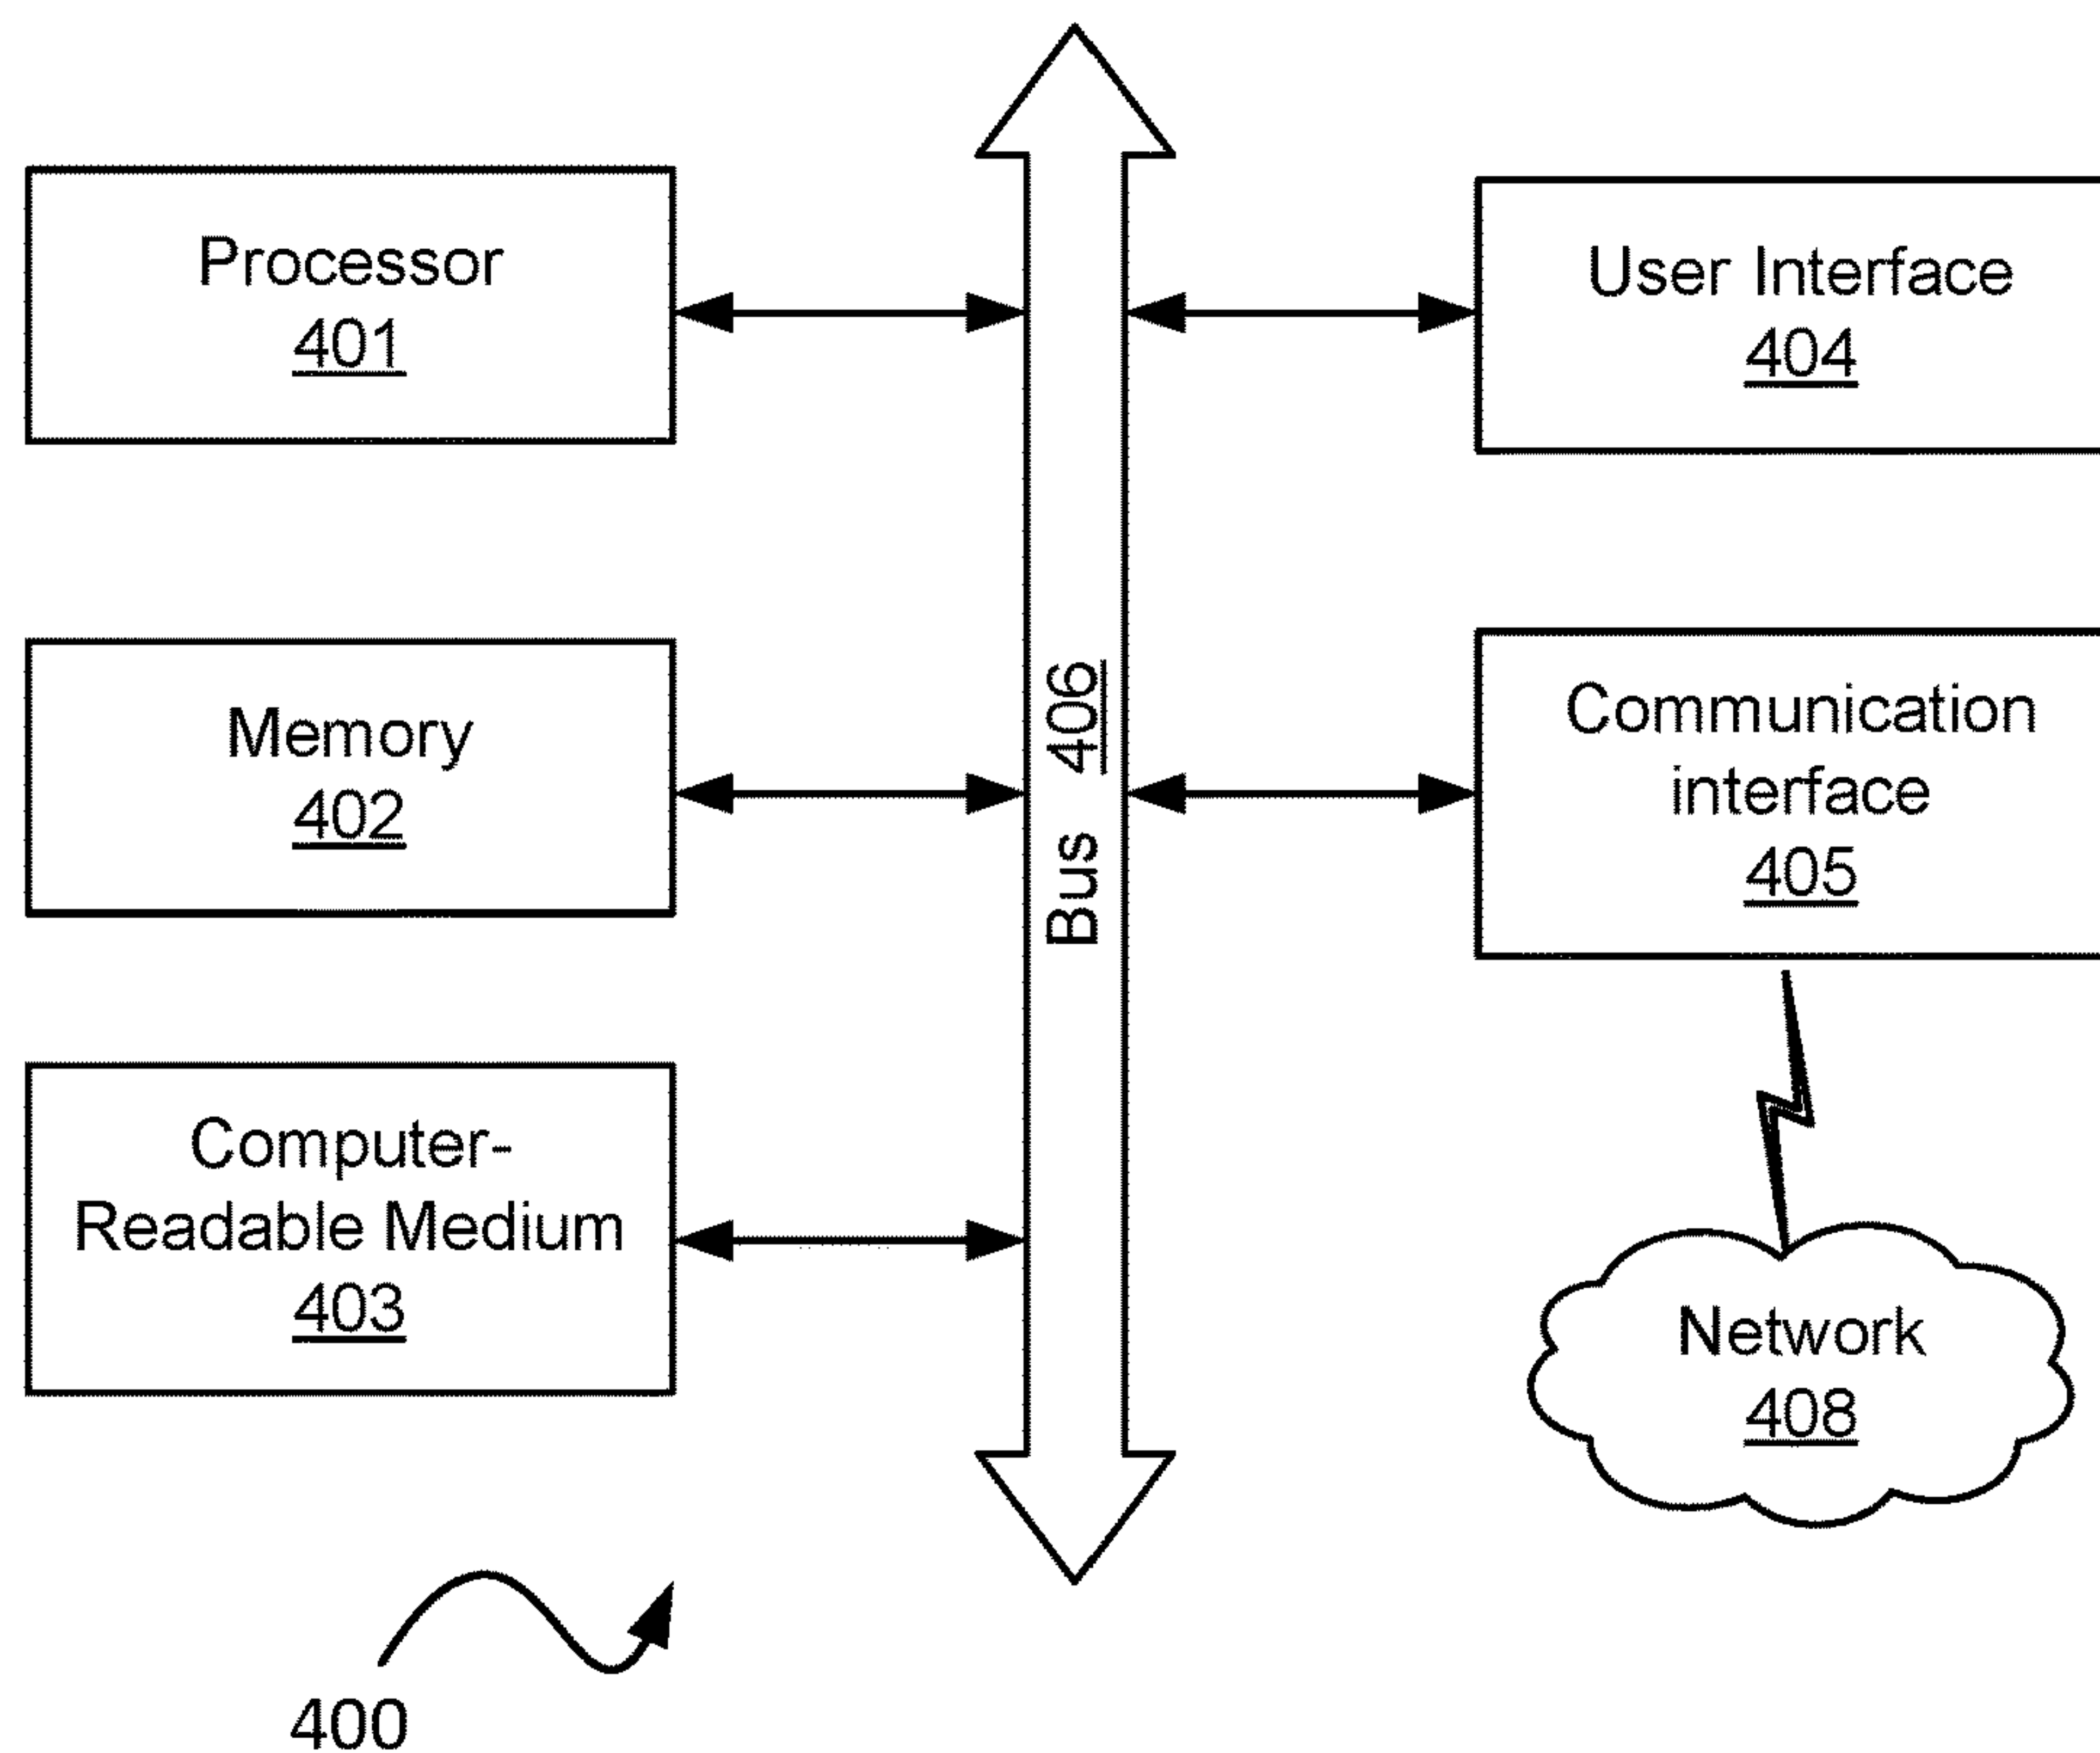 Processor
401
Memory
402
Computer-
Readable Medium
403
Bus 406
User Interface
404
Communication
interface
405
Network
408
400